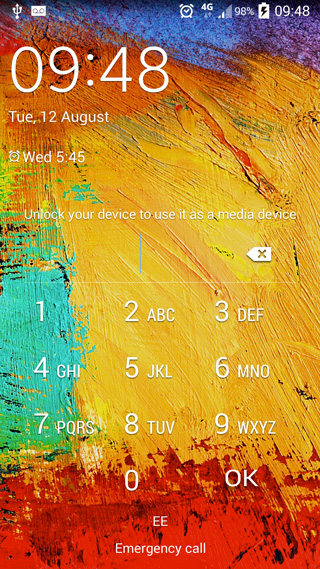 4G 98% 09:48
09:48
Tue, 12 August
Wed 5:45
Unlock your device to use it as a media device
1 2 ABC 3 DEF
4 GHI 5 JKL 6 MNO
7 PQRS 8 TUV 9 WXYZ
0 OK
EE
Emergency call